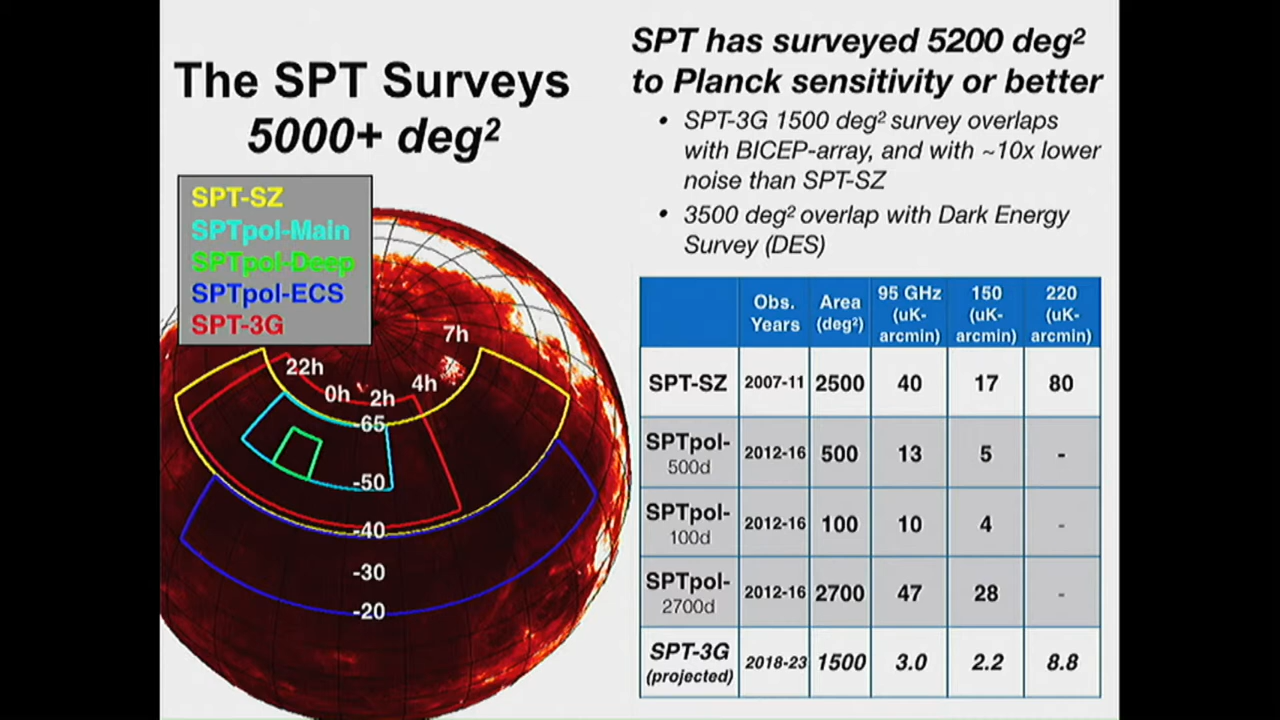 The SPT Surveys
5000+ deg²
SPT-SZ
SPTpol-Main
SPTpol-Deep
SPTpol-ECS
SPT-3G
7h
22h
4h
0h
2h
-65
-50
-40
-30
-20
SPT has surveyed 5200 deg²
to Planck sensitivity or better
• SPT-3G 1500 deg² survey overlaps
with BICEP-array, and with ~10x lower
noise than SPT-SZ
• 3500 deg² overlap with Dark Energy
Survey (DES)
Obs. Years Area (deg²) 95 GHz (uK-arcmin) 150 (uK-arcmin) 220 (uK-arcmin)
SPT-SZ 2007-11 2500 40 17 80
SPTpol-500d 2012-16 500 13 5 -
SPTpol-100d 2012-16 100 10 4 -
SPTpol-2700d 2012-16 2700 47 28 -
SPT-3G (projected) 2018-23 1500 3.0 2.2 8.8